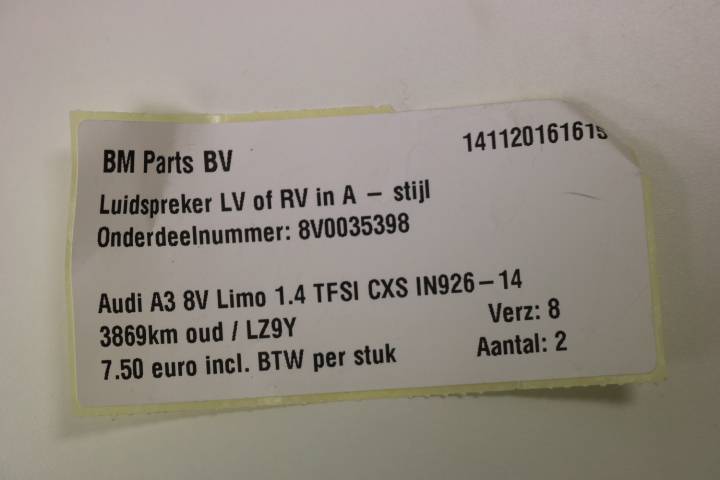 BM Parts BV
141120161615
Luidspreker LV of RV in A – stijl
Onderdeelnummer: 8V0035398
Audi A3 8V Limo 1.4 TFSI CXS IN926–14
3869km oud / LZ9Y Verz: 8
7.50 euro incl. BTW per stuk Aantal: 2